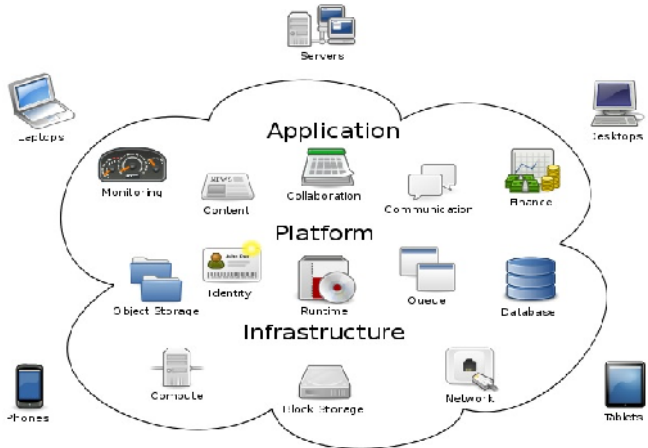 Servers
Laptops
Desktops
Application
Monitoring
Content
Collaboration
Communication
Finance
Platform
Object Storage
Identity
Runtime
Queue
Database
Infrastructure
Compute
Block Storage
Network
Phones
Tablets
NEWS